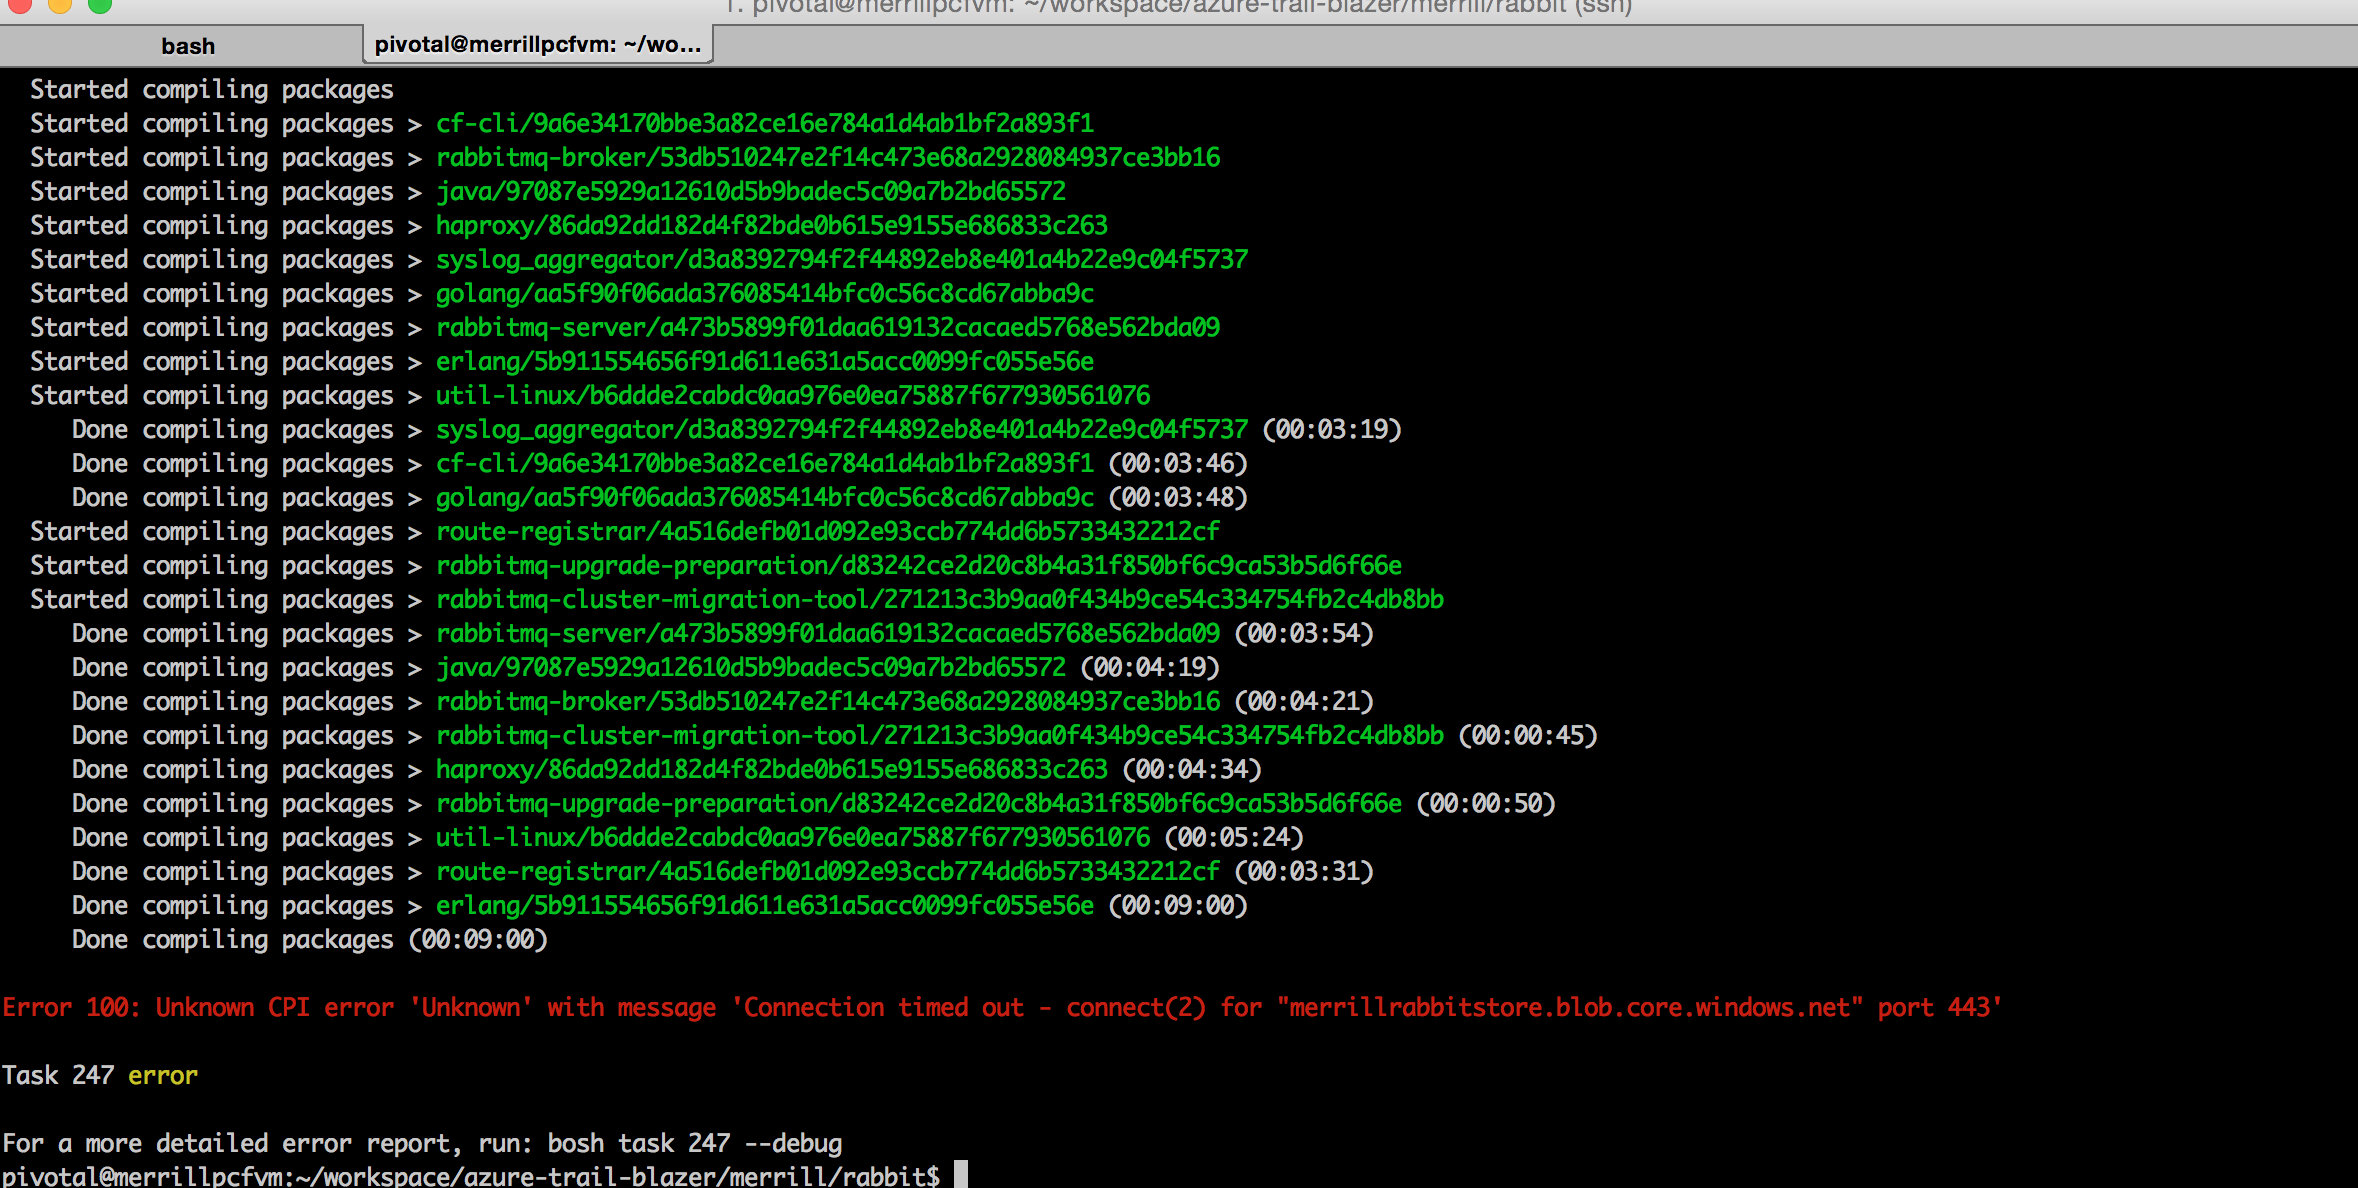 1. pivotal@merrillpcfvm: ~/workspace/azure-trail-blazer/merrill/rabbit (ssh)
bash
pivotal@merrillpcfvm: ~/wo...
Started compiling packages
Started compiling packages > cf-cli/9a6e34170bbe3a82ce16e784a1d4ab1bf2a893f1
Started compiling packages > rabbitmq-broker/53db510247e2f14c473e68a2928084937ce3bb16
Started compiling packages > java/97087e5929a12610d5b9badec5c09a7b2bd65572
Started compiling packages > haproxy/86da92dd182d4f82bde0b615e9155e686833c263
Started compiling packages > syslog_aggregator/d3a8392794f2f44892eb8e401a4b22e9c04f5737
Started compiling packages > golang/aa5f90f06ada376085414bfc0c56c8cd67abba9c
Started compiling packages > rabbitmq-server/a473b5899f01daa619132cacaed5768e562bda09
Started compiling packages > erlang/5b911554656f91d611e631a5acc0099fc055e56e
Started compiling packages > util-linux/b6ddde2cabdc0aa976e0ea75887f677930561076
Done compiling packages > syslog_aggregator/d3a8392794f2f44892eb8e401a4b22e9c04f5737 (00:03:19)
Done compiling packages > cf-cli/9a6e34170bbe3a82ce16e784a1d4ab1bf2a893f1 (00:03:46)
Done compiling packages > golang/aa5f90f06ada376085414bfc0c56c8cd67abba9c (00:03:48)
Started compiling packages > route-registrar/4a516defb01d092e93ccb774dd6b5733432212cf
Started compiling packages > rabbitmq-upgrade-preparation/d83242ce2d20c8b4a31f850bf6c9ca53b5d6f66e
Started compiling packages > rabbitmq-cluster-migration-tool/271213c3b9aa0f434b9ce54c334754fb2c4db8bb
Done compiling packages > rabbitmq-server/a473b5899f01daa619132cacaed5768e562bda09 (00:03:54)
Done compiling packages > java/97087e5929a12610d5b9badec5c09a7b2bd65572 (00:04:19)
Done compiling packages > rabbitmq-broker/53db510247e2f14c473e68a2928084937ce3bb16 (00:04:21)
Done compiling packages > rabbitmq-cluster-migration-tool/271213c3b9aa0f434b9ce54c334754fb2c4db8bb (00:00:45)
Done compiling packages > haproxy/86da92dd182d4f82bde0b615e9155e686833c263 (00:04:34)
Done compiling packages > rabbitmq-upgrade-preparation/d83242ce2d20c8b4a31f850bf6c9ca53b5d6f66e (00:00:50)
Done compiling packages > util-linux/b6ddde2cabdc0aa976e0ea75887f677930561076 (00:05:24)
Done compiling packages > route-registrar/4a516defb01d092e93ccb774dd6b5733432212cf (00:03:31)
Done compiling packages > erlang/5b911554656f91d611e631a5acc0099fc055e56e (00:09:00)
Done compiling packages (00:09:00)
Error 100: Unknown CPI error 'Unknown' with message 'Connection timed out - connect(2) for "merrillrabbitstore.blob.core.windows.net" port 443'
Task 247 error
For a more detailed error report, run: bosh task 247 --debug
pivotal@merrillpcfvm:~/workspace/azure-trail-blazer/merrill/rabbit$